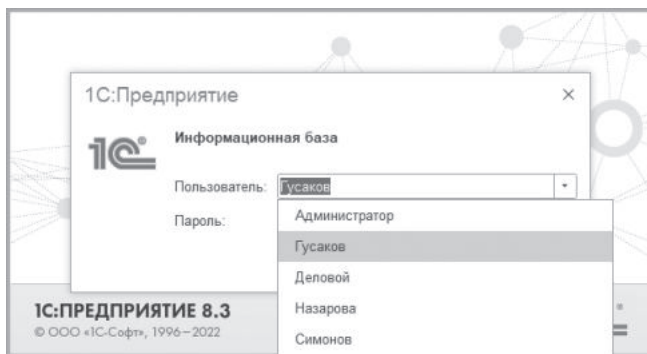 1С:Предприятие
1С
Информационная база
Пользователь: Гусаков
Пароль:
Администратор
Гусаков
Деловой
Назарова
Симонов
1С:ПРЕДПРИЯТИЕ 8.3
© ООО «1С-Софт», 1996–2022